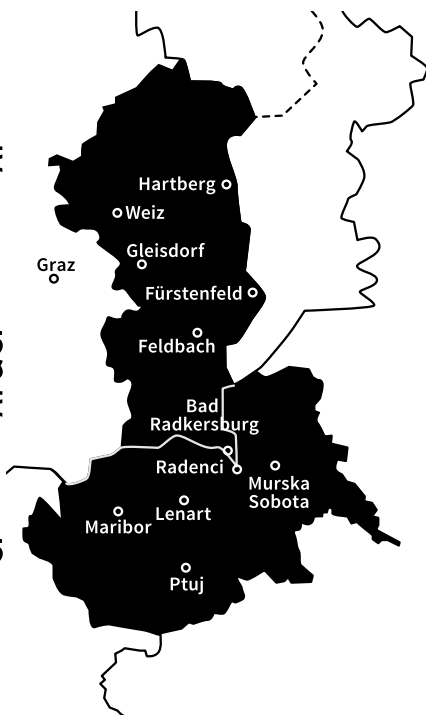 Hartberg
Weiz
Gleisdorf
Graz
Fürstenfeld
Feldbach
Bad
Radkersburg
Radenci
Murska
Sobota
Lenart
Maribor
Ptuj